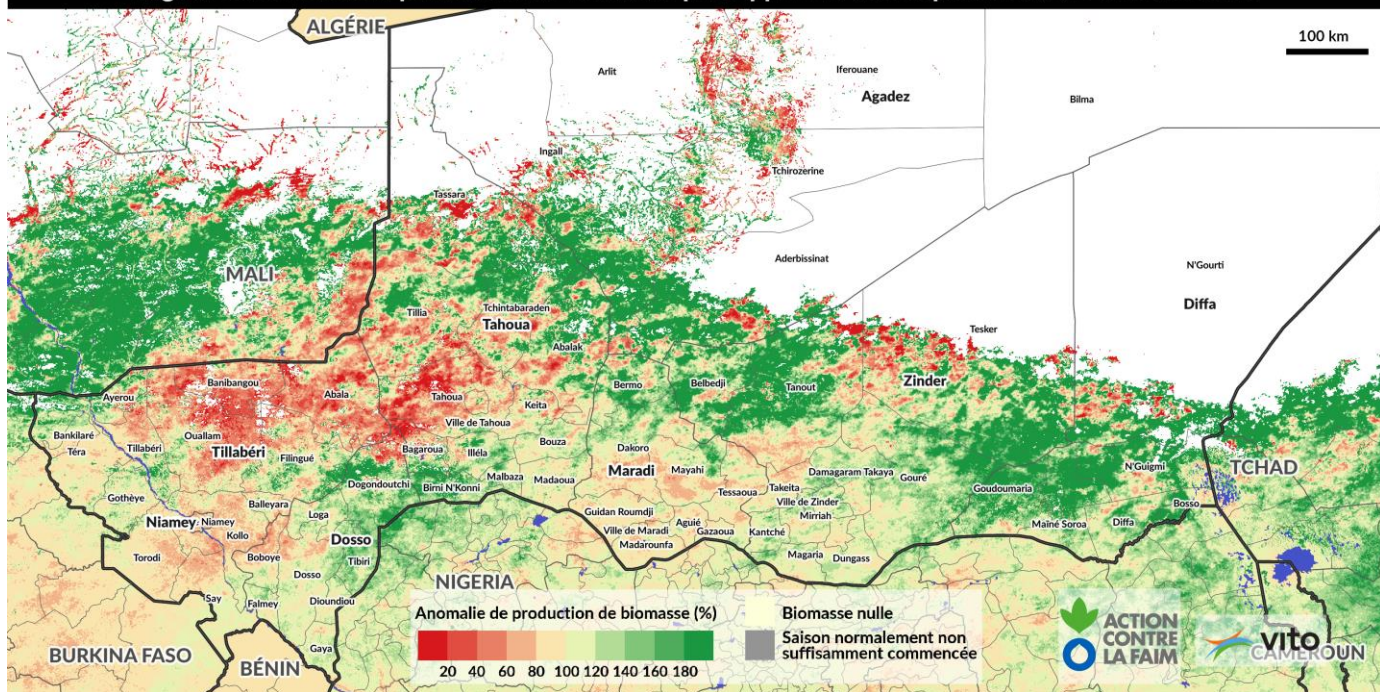 ALGÉRIE
100 km
Arlit
Iferouane
Agadez
Bilma
Ingall
Tchirozerine
Tassara
Aderbissinat
N'Gourti
MALI
Diffa
Tillia
Tchintabaraden
Tahoua
Tesker
Abalak
Banibangou
Bermo
Belbedji
Tanout
Zinder
Ayerou
Abala
Tahoua
Keita
Ville de Tahoua
Bankilaré
Ouallam
Téra
Tillabéri
Tillabéri
Filingué
Bagaroua
Illéla
Bouza
Dakoro
Maradi
Mayahi
Damagaram Takaya
Gouré
N'Guigmi
TCHAD
Dogondoutchi
Birni N'Konni
Malbaza
Madaoua
Tessaoua
Takeita
Goudoumaria
Gothèye
Ville de Zinder
Bosso
Balleyara
Loga
Guidan Roumdji
Mirriah
Niamey
Niamey
Kollo
Dosso
Aguié
Gazaoua
Kantché
Maïné Soroa
Diffa
Ville de Maradi
Madarounfa
Torodi
Boboye
Tibiri
Magaria
Dungass
Dosso
NIGERIA
Say
Falmey
Dioundiou
Gaya
BURKINA FASO
BÉNIN
Anomalie de production de biomasse (%)
20 40 60 80 100 120 140 160 180
Biomasse nulle
Saison normalement non
suffisamment commencée
ACTION
CONTRE
LA FAIM
vito
CAMEROUN